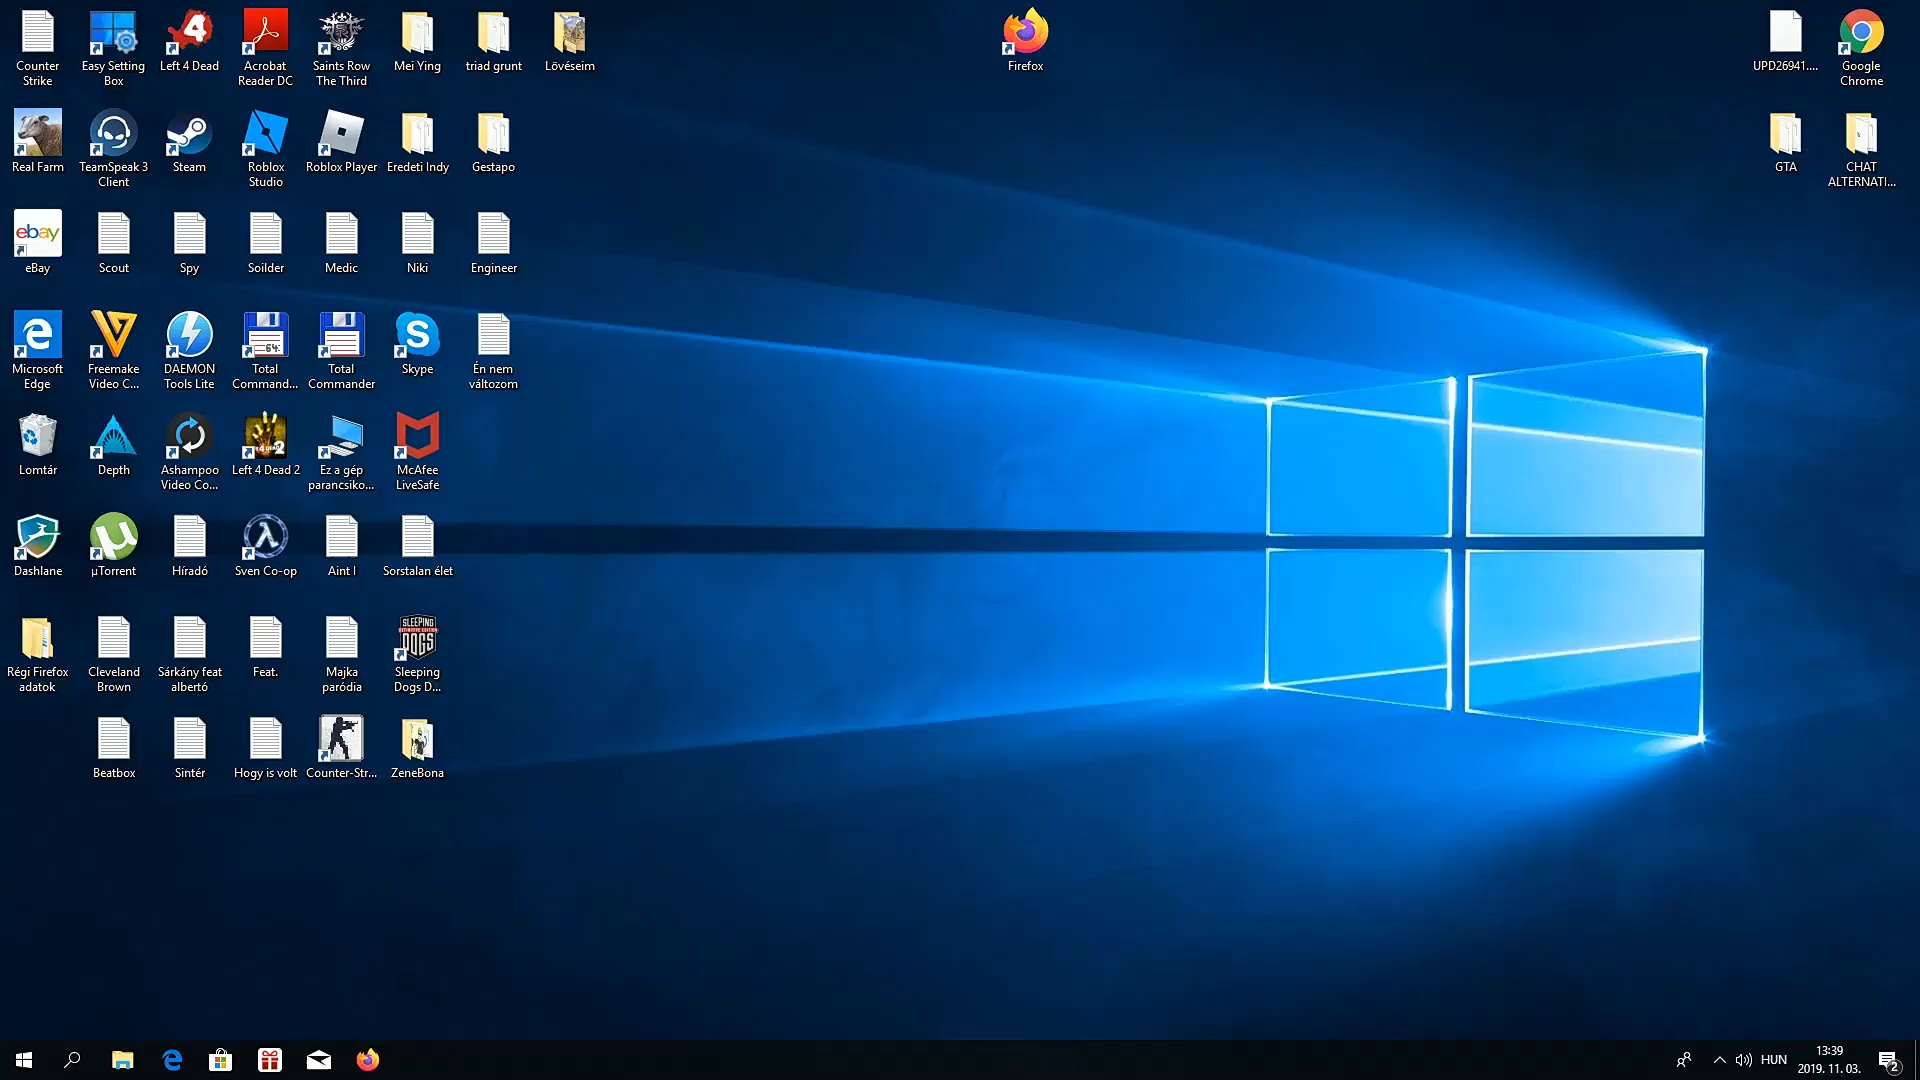 Counter
Strike
Easy Setting
Box
Left 4 Dead
Acrobat
Reader DC
Saints Row
The Third
Mei Ying
triad grunt
Lövéseim
Firefox
UPD26941....
Google
Chrome
Real Farm
TeamSpeak 3
Client
Steam
Roblox
Studio
Roblox Player
Eredeti Indy
Gestapo
GTA
CHAT
ALTERNATI...
ebay
eBay
Scout
Spy
Soilder
Medic
Niki
Engineer
Microsoft
Edge
Freemake
Video C...
DAEMON
Tools Lite
64
Total
Command...
Total
Commander
Skype
Én nem
változom
Lomtár
Depth
Ashampoo
Video Co...
Left 4 Dead 2
Ez a gép
parancsiko...
McAfee
LiveSafe
Dashlane
µTorrent
Híradó
Sven Co-op
Aint I
Sorstalan élet
Régi Firefox
adatok
Cleveland
Brown
Sárkány feat
albertó
Feat.
Majka
paródia
SLEEPING
DOGS
Sleeping
Dogs D...
Beatbox
Sintér
Hogy is volt
Counter-Str...
ZeneBona
HUN
13:39
2019. 11. 03.
2